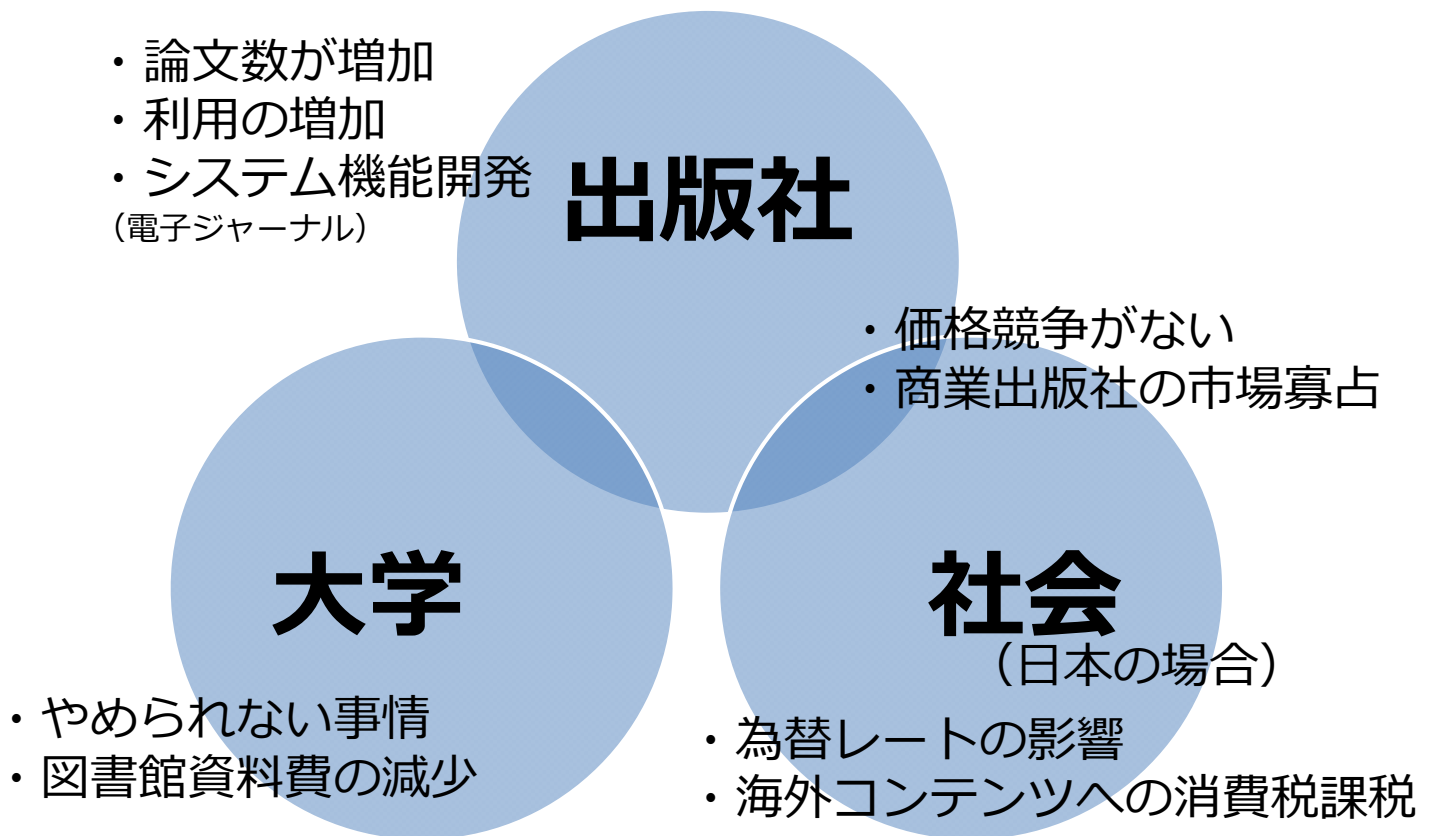 ・論文数が増加
・利用の増加
・システム機能開発
（電子ジャーナル）
出版社
・価格競争がない
・商業出版社の市場寡占
大学
・やめられない事情
・図書館資料費の減少
社会
（日本の場合）
・為替レートの影響
・海外コンテンツへの消費税課税